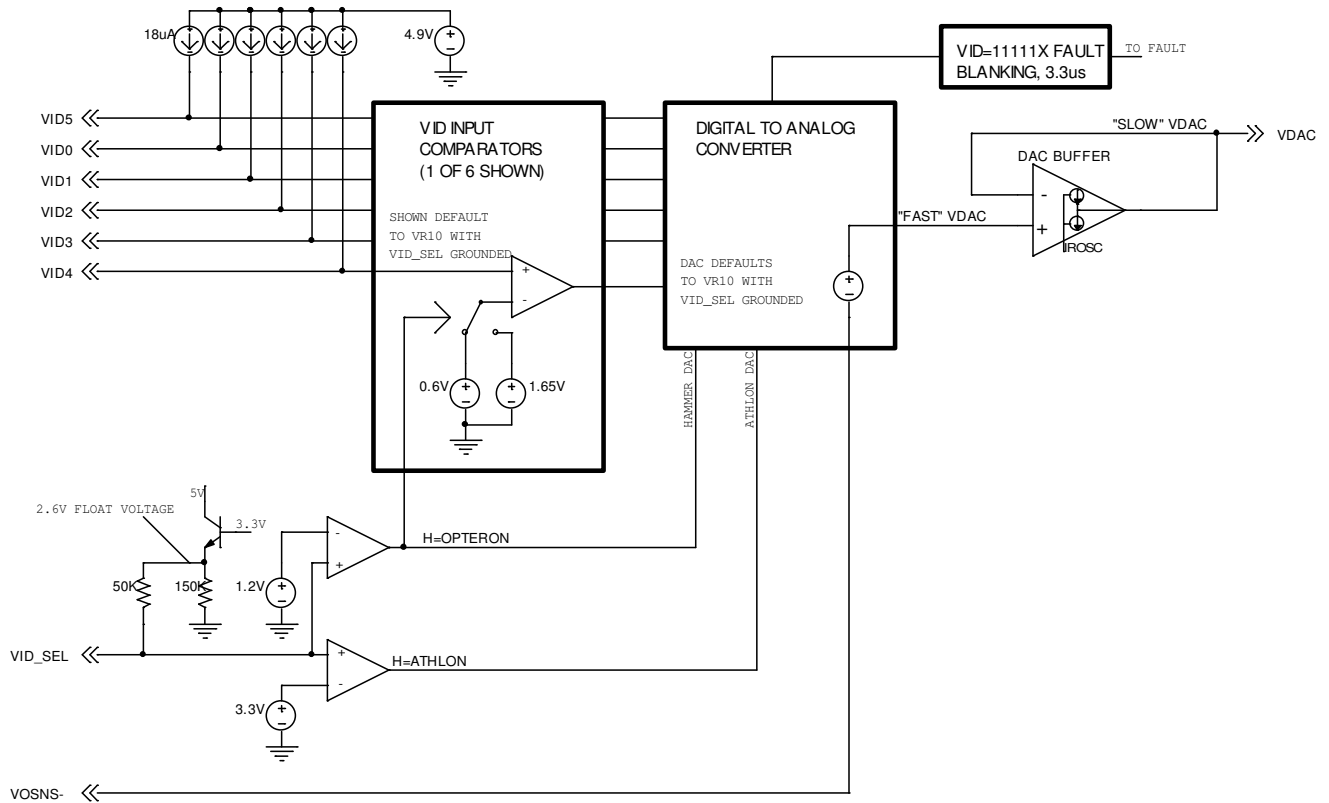 18uA
4.9V
VID=11111X FAULT
BLANKING, 3.3us
TO FAULT
VID5
VID0
VID1
VID2
VID3
VID4
VID INPUT
COMPARATORS
(1 OF 6 SHOWN)
SHOWN DEFAULT
TO VR10 WITH
VID_SEL GROUNDED
+
-
0.6V
+
-
1.65V
+
-
DIGITAL TO ANALOG
CONVERTER
DAC DEFAULTS
TO VR10 WITH
VID_SEL GROUNDED
+
-
"FAST" VDAC
"SLOW" VDAC
VDAC
DAC BUFFER
-
+
IROSC
HAMMER DAC
ATHLON DAC
5V
2.6V FLOAT VOLTAGE
3.3V
50K
150K
1.2V
+
-
-
+
H=OPTERON
VID_SEL
+
-
H=ATHLON
3.3V
+
-
VOSNS-